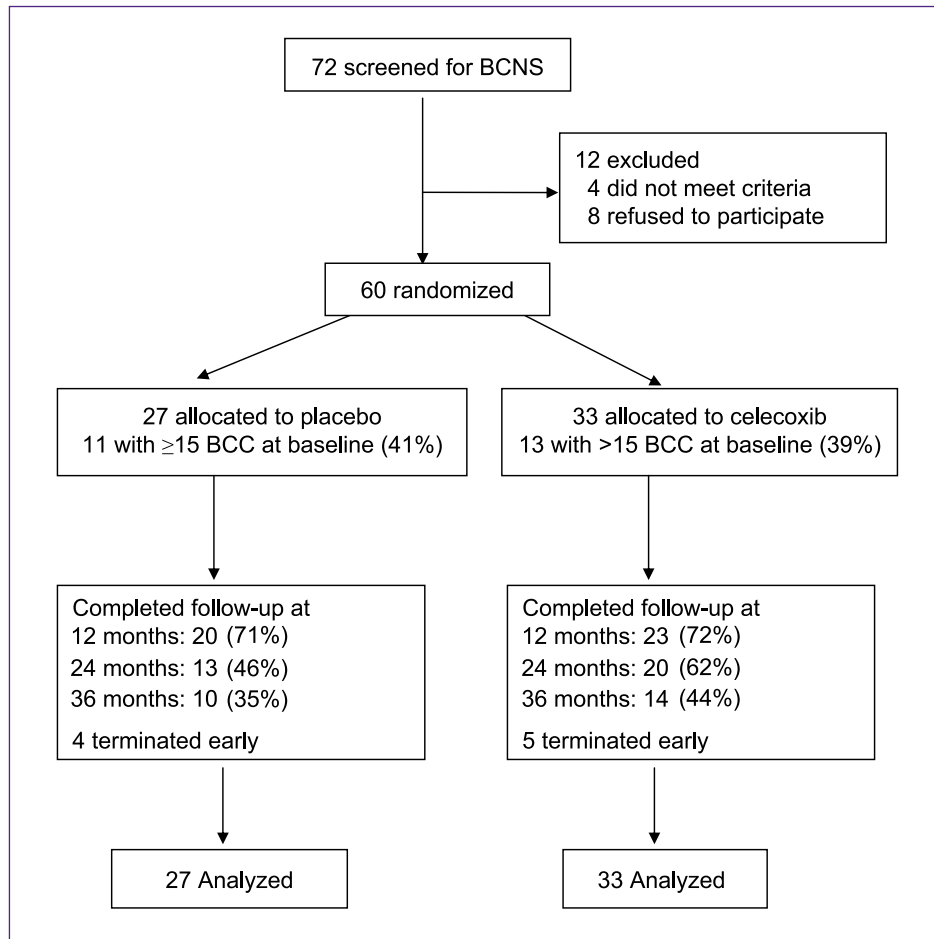 72 screened for BCNS
12 excluded
4 did not meet criteria
8 refused to participate
60 randomized
27 allocated to placebo
11 with ≥15 BCC at baseline (41%)
33 allocated to celecoxib
13 with >15 BCC at baseline (39%)
Completed follow-up at
12 months: 20 (71%)
24 months: 13 (46%)
36 months: 10 (35%)
4 terminated early
Completed follow-up at
12 months: 23 (72%)
24 months: 20 (62%)
36 months: 14 (44%)
5 terminated early
27 Analyzed
33 Analyzed